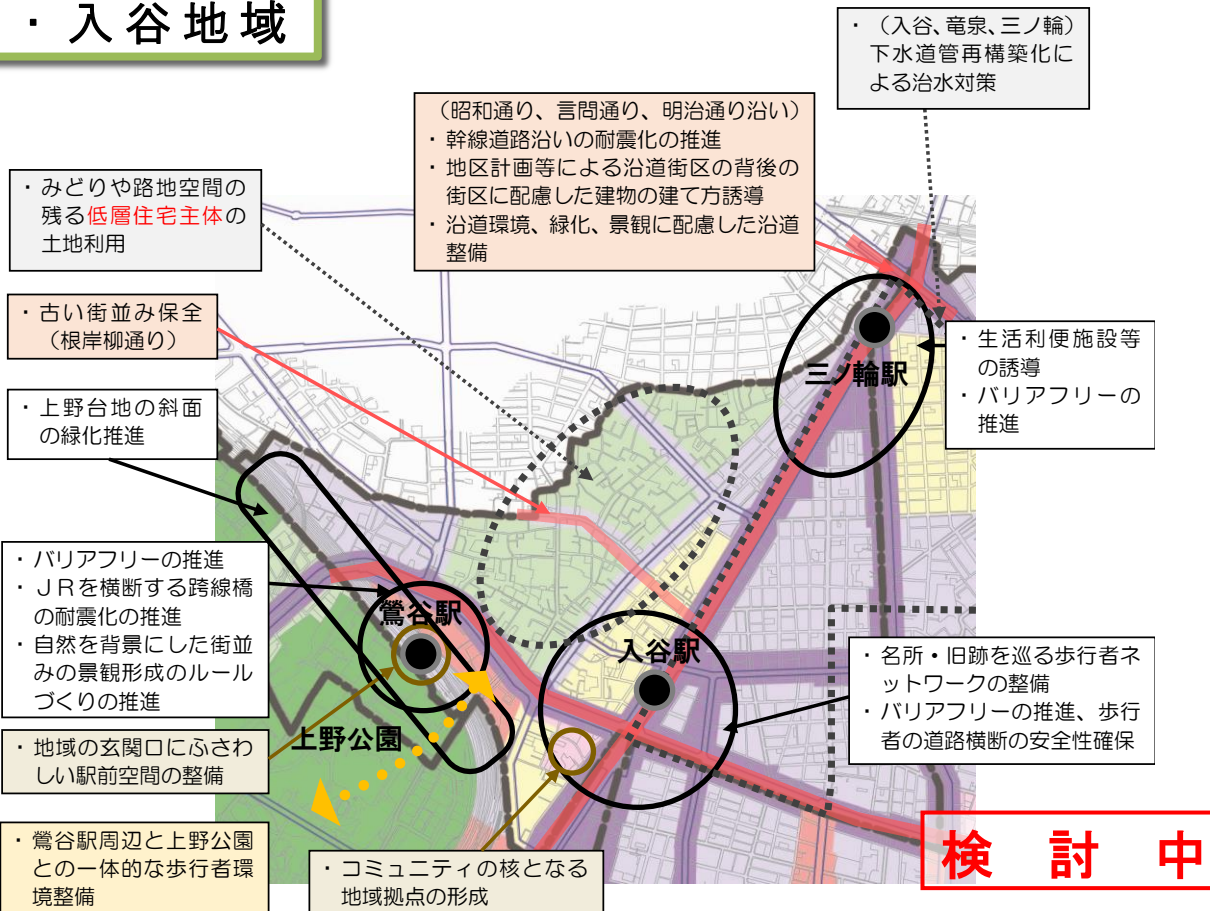 ・入谷地域
・（入谷、竜泉、三ノ輪）
下水道管再構築化に
よる治水対策
（昭和通り、言問通り、明治通り沿い）
・幹線道路沿いの耐震化の推進
・地区計画等による沿道街区の背後の
街区に配慮した建物の建て方誘導
・沿道環境、緑化、景観に配慮した沿道
整備
・みどりや路地空間の
残る低層住宅主体の
土地利用
・古い街並み保全
（根岸柳通り）
・上野台地の斜面
の緑化推進
三ノ輪駅
・生活利便施設等
の誘導
・バリアフリーの
推進
・バリアフリーの推進
・ＪＲを横断する跨線橋
の耐震化の推進
・自然を背景にした街並
みの景観形成のルール
づくりの推進
鶯谷駅
入谷駅
・名所・旧跡を巡る歩行者ネ
ットワークの整備
・バリアフリーの推進、歩行
者の道路横断の安全性確保
上野公園
・地域の玄関口にふさわ
しい駅前空間の整備
・鶯谷駅周辺と上野公園
との一体的な歩行者環
境整備
・コミュニティの核となる
地域拠点の形成
検討中